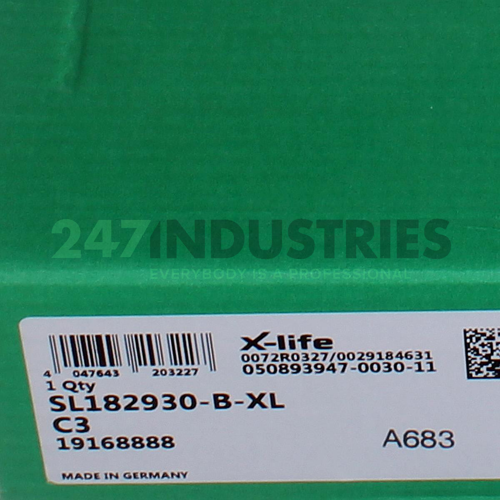 247INDUSTRIES
EVERYBODY IS A PROFESSIONAL
X-life
0072R0327/0029184631
050893947-0030-11
4 047643 203227
1 Qty
SL182930-B-XL
C3
19168888
A683
MADE IN GERMANY